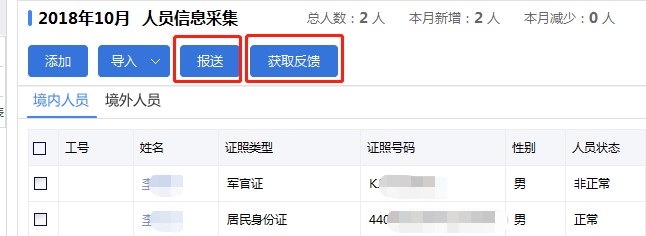 2018年10月 人员信息采集 总人数：2 人 本月新增：2 人 本月减少：0 人
添加 导入 报送 获取反馈
境内人员 境外人员
工号 姓名 证照类型 证照号码 性别 人员状态
李 军官证 K 男 非正常
李 居民身份证 440 男 正常